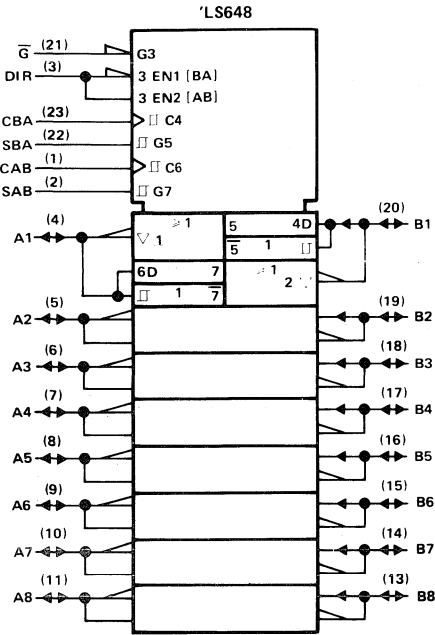 'LS648
G̅ (21) G3
DIR (3) 3 EN1 [BA]
3 EN2 [AB]
CBA (23) C4
SBA (22) G5
CAB (1) C6
SAB (2) G7
A1 (4) ≥1 ▽1 5 4D (20) B1
5̅ 1
6D 7 ≥1
1 7̅ 2 ▽
A2 (5) (19) B2
A3 (6) (18) B3
A4 (7) (17) B4
A5 (8) (16) B5
A6 (9) (15) B6
A7 (10) (14) B7
A8 (11) (13) B8